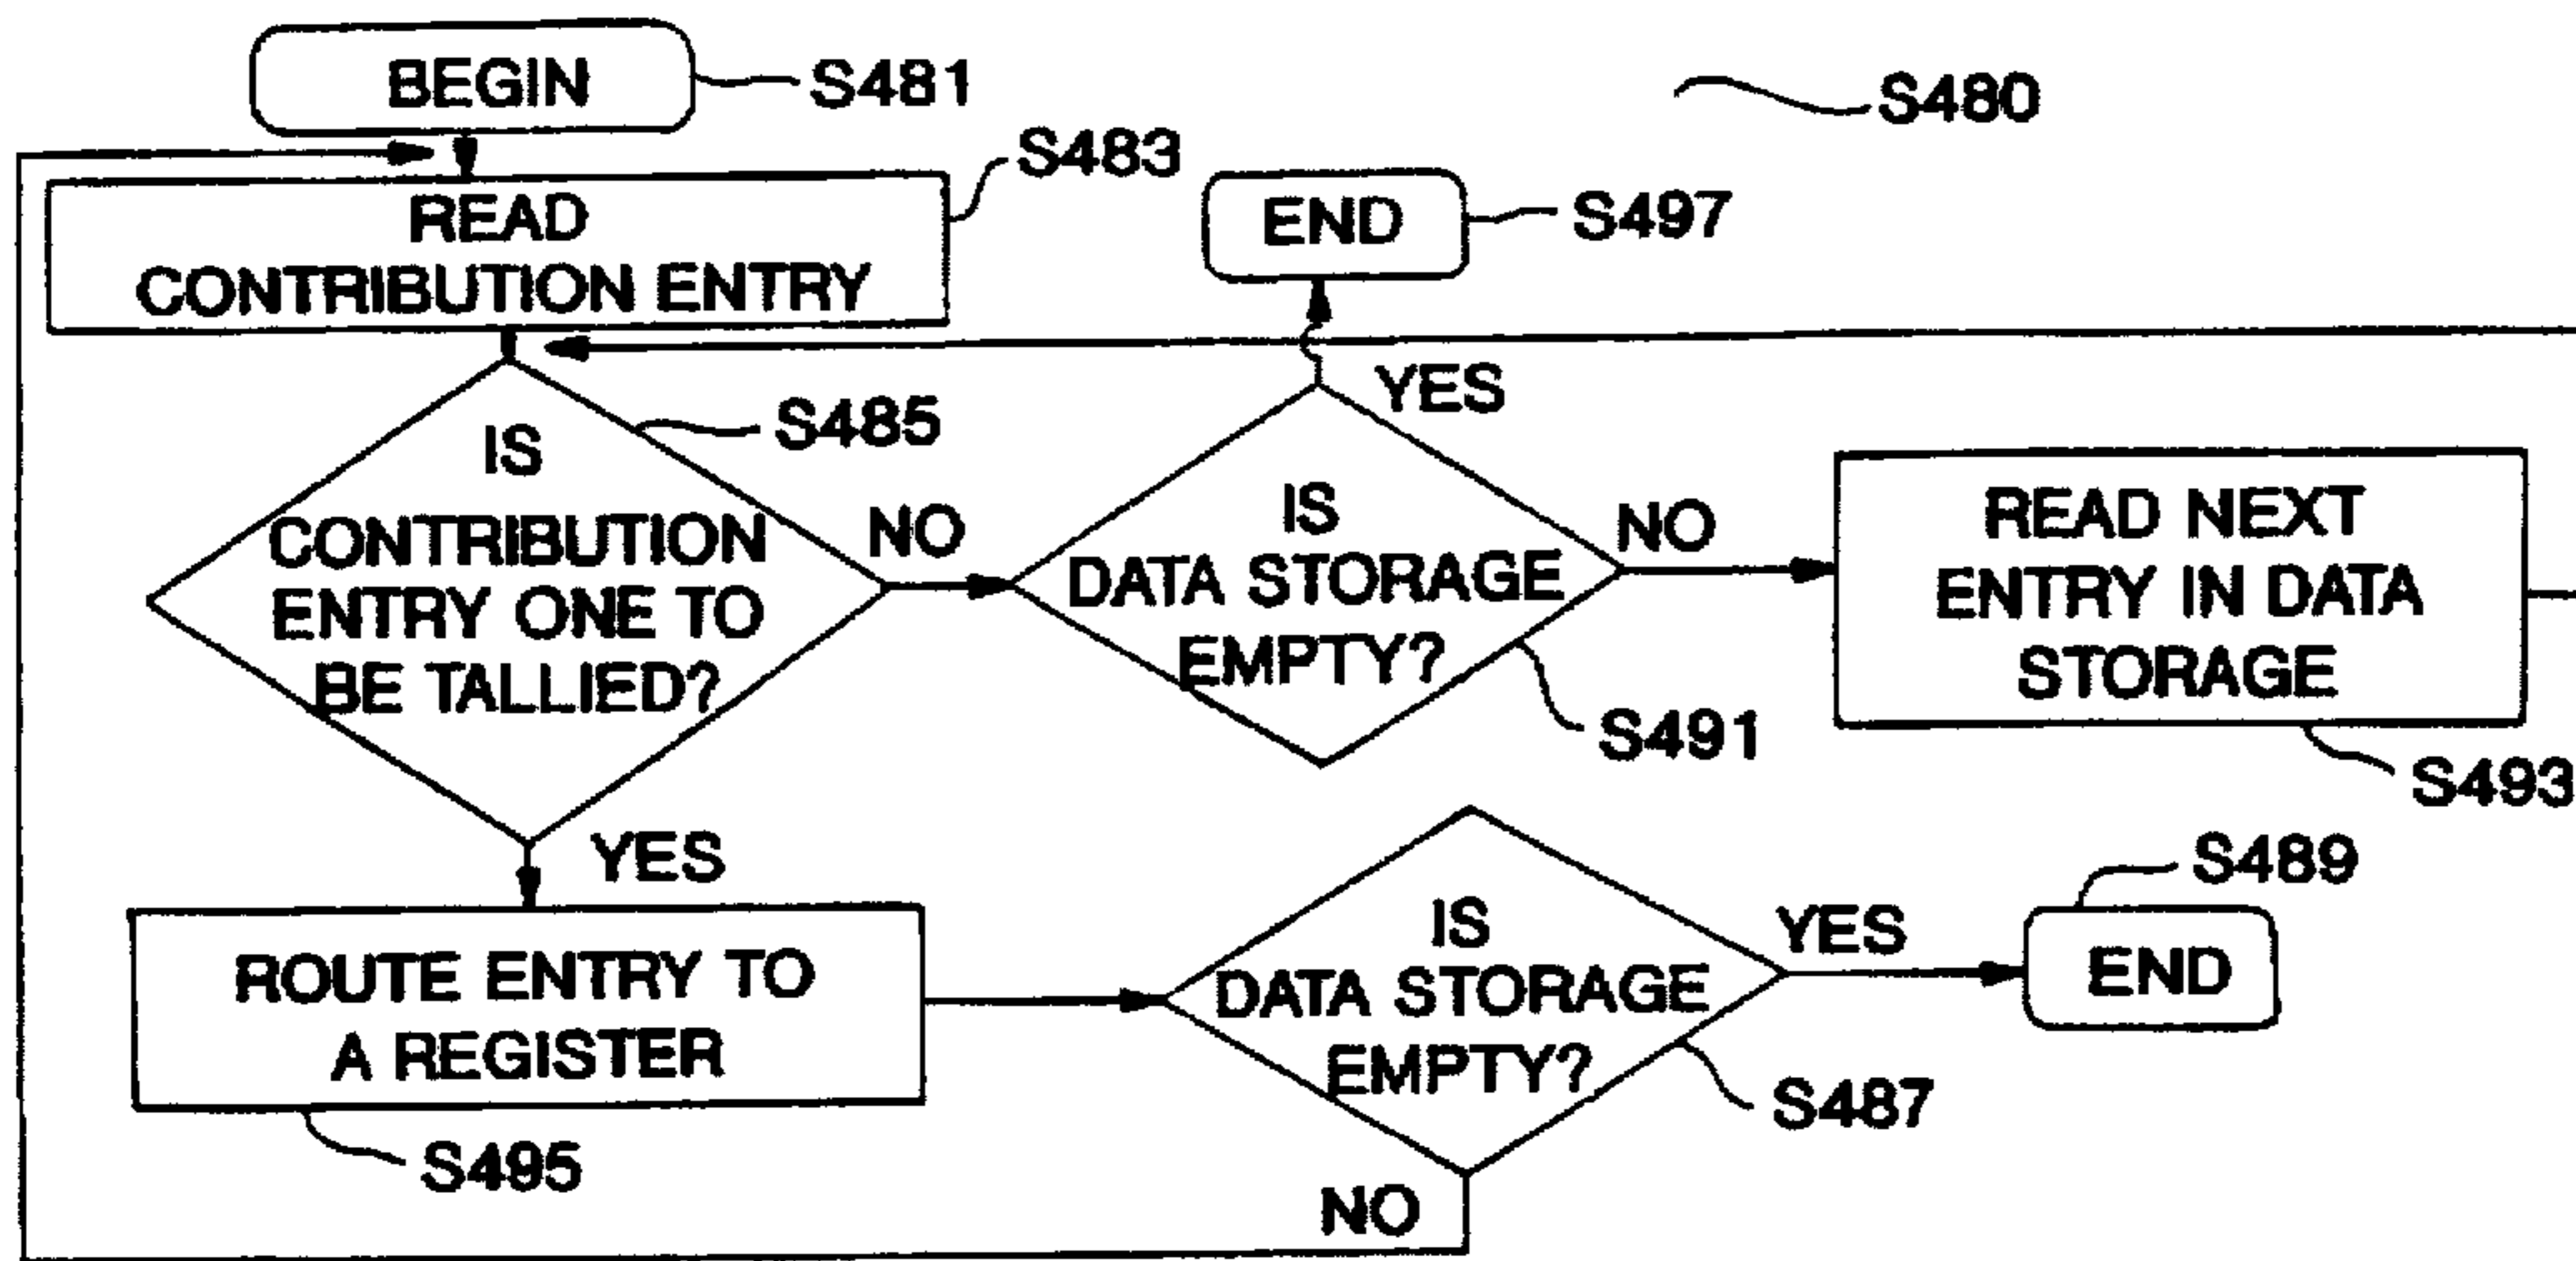 BEGIN
S481
S480
READ
CONTRIBUTION ENTRY
S483
END
S497
IS
CONTRIBUTION
ENTRY ONE TO
BE TALLIED?
S485
NO
YES
IS
DATA STORAGE
EMPTY?
YES
NO
S491
READ NEXT
ENTRY IN DATA
STORAGE
S493
ROUTE ENTRY TO
A REGISTER
S495
IS
DATA STORAGE
EMPTY?
YES
S487
NO
S489
END